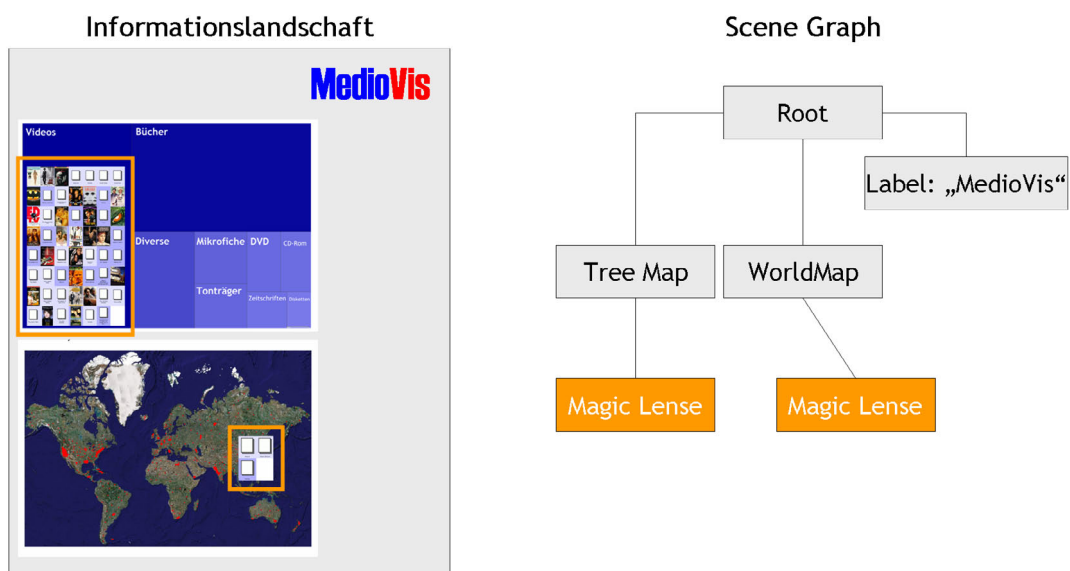 Informationslandschaft
MedioVis
Videos
Bücher
Diverse
Mikrofiche
DVD
CD-Rom
Tonträger
Zeitschriften
Disketten
Scene Graph
Root
Label: „MedioVis“
Tree Map
WorldMap
Magic Lense
Magic Lense